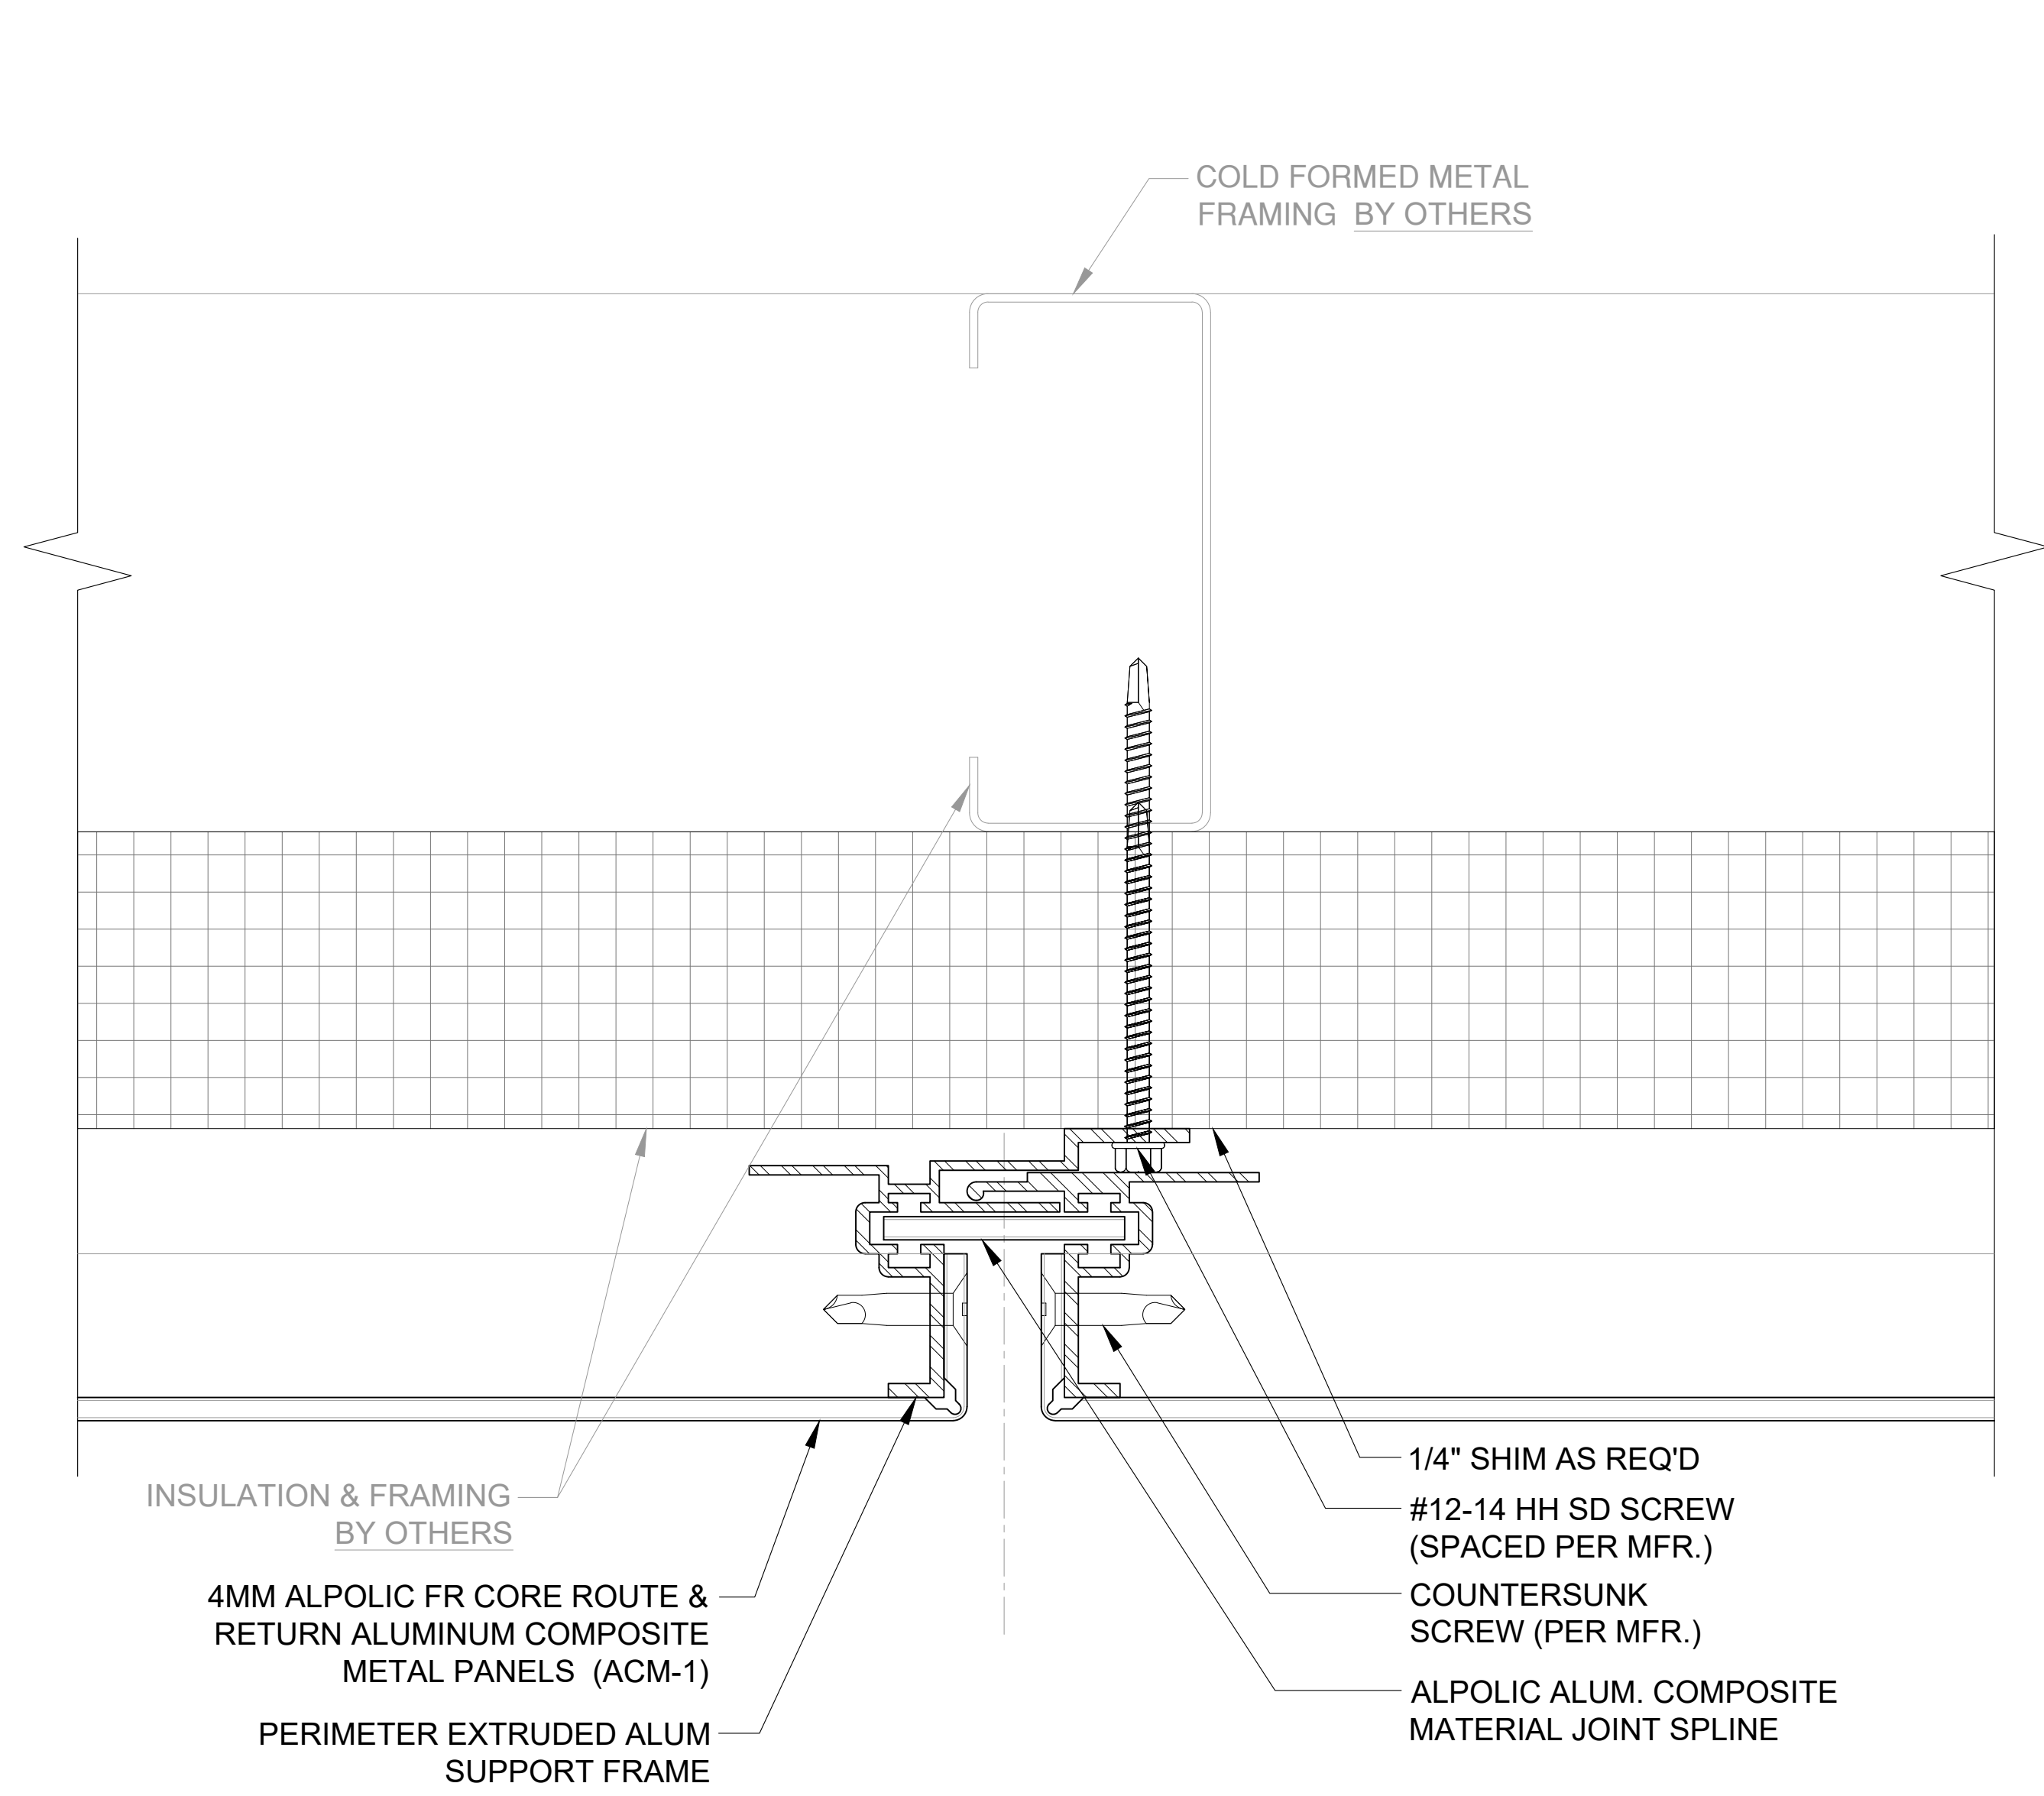 COLD FORMED METAL
FRAMING BY OTHERS
INSULATION & FRAMING
BY OTHERS
4MM ALPOLIC FR CORE ROUTE &
RETURN ALUMINUM COMPOSITE
METAL PANELS (ACM-1)
PERIMETER EXTRUDED ALUM
SUPPORT FRAME
1/4" SHIM AS REQ'D
#12-14 HH SD SCREW
(SPACED PER MFR.)
COUNTERSUNK
SCREW (PER MFR.)
ALPOLIC ALUM. COMPOSITE
MATERIAL JOINT SPLINE